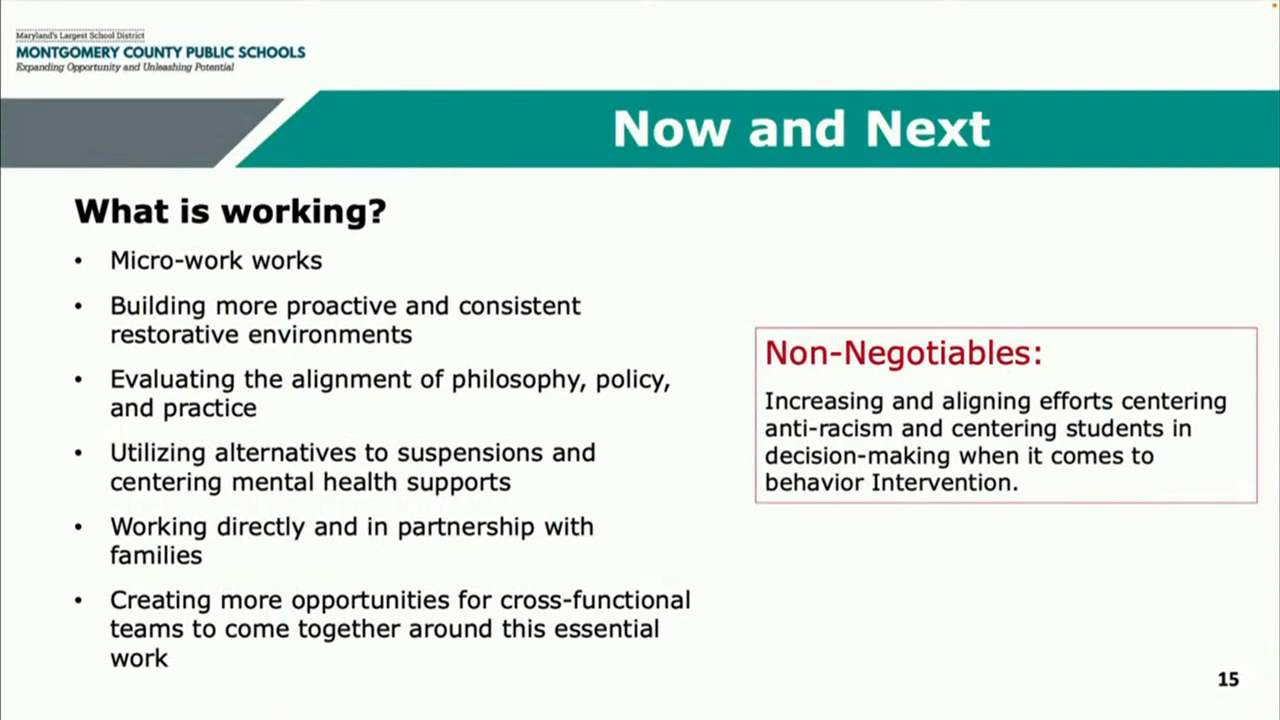 Maryland's Largest School District
MONTGOMERY COUNTY PUBLIC SCHOOLS
Expanding Opportunity and Unleashing Potential
Now and Next
What is working?
• Micro-work works
• Building more proactive and consistent
restorative environments
• Evaluating the alignment of philosophy, policy,
and practice
• Utilizing alternatives to suspensions and
centering mental health supports
• Working directly and in partnership with
families
• Creating more opportunities for cross-functional
teams to come together around this essential
work
Non-Negotiables:
Increasing and aligning efforts centering
anti-racism and centering students in
decision-making when it comes to
behavior Intervention.
15